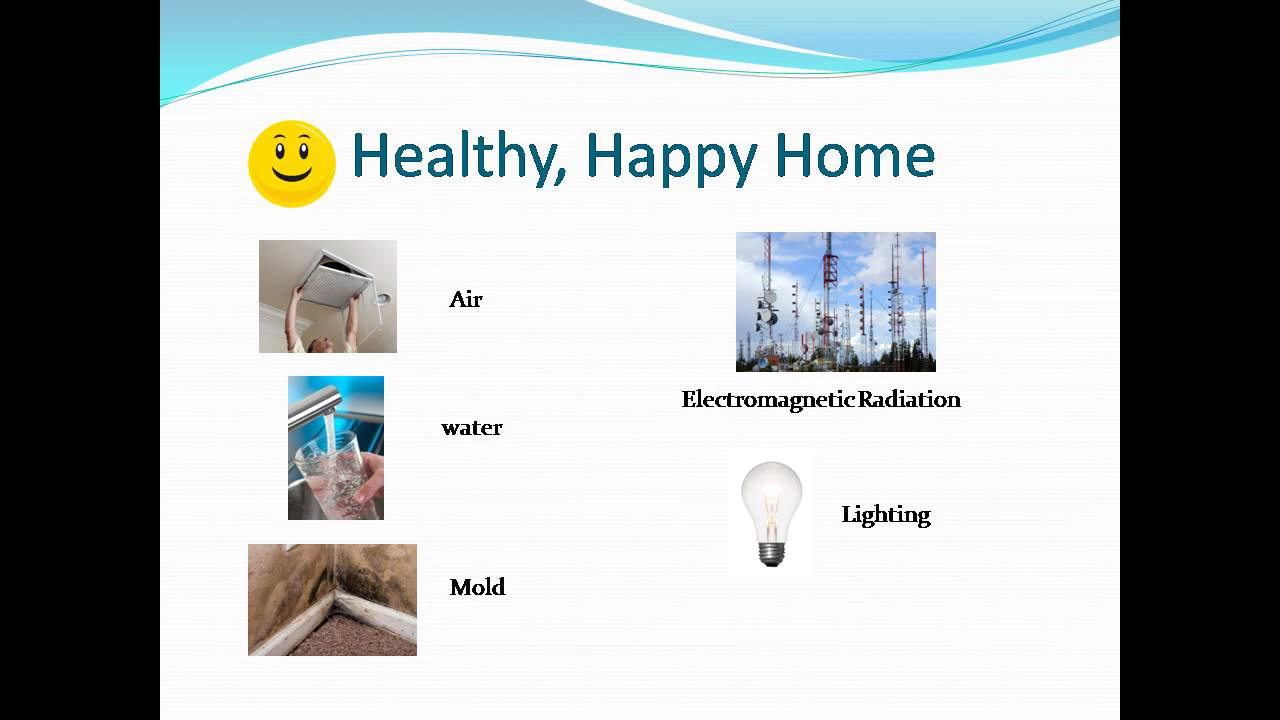 Healthy, Happy Home
Air
water
Mold
Electromagnetic Radiation
Lighting